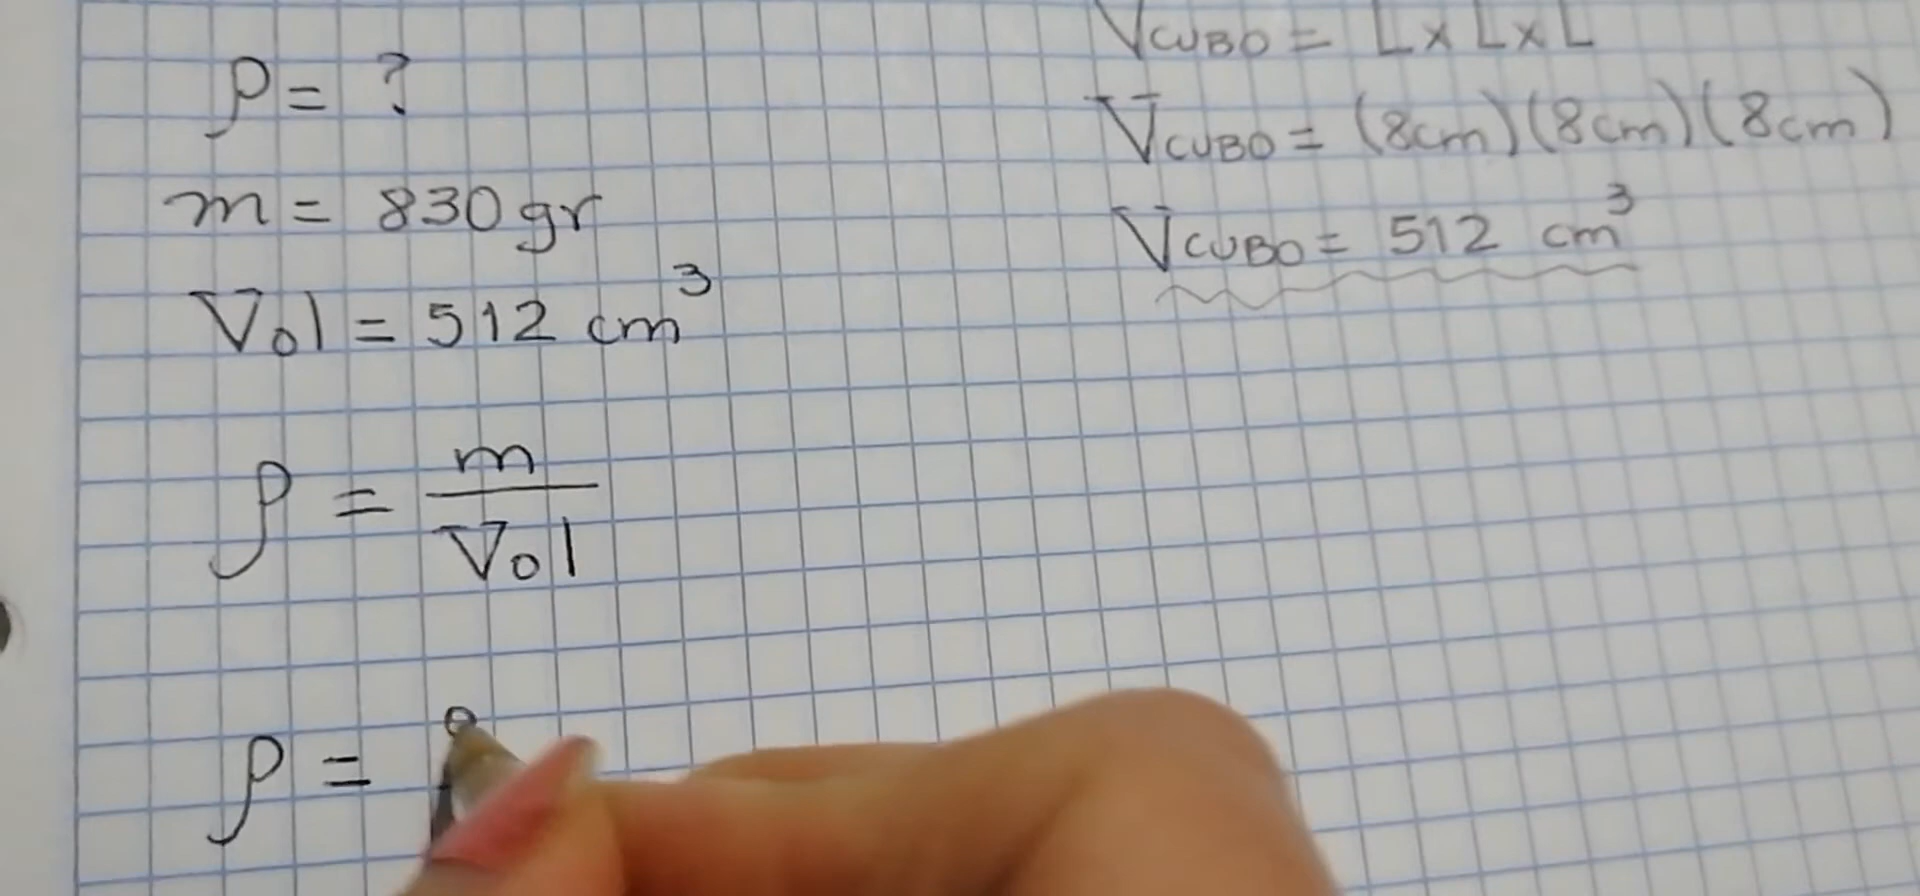 ρ = ?
m = 830 gr
Vol = 512 cm³
ρ = m / Vol
ρ =
VCUBO = L x L x L
VCUBO = (8cm)(8cm)(8cm)
VCUBO = 512 cm³